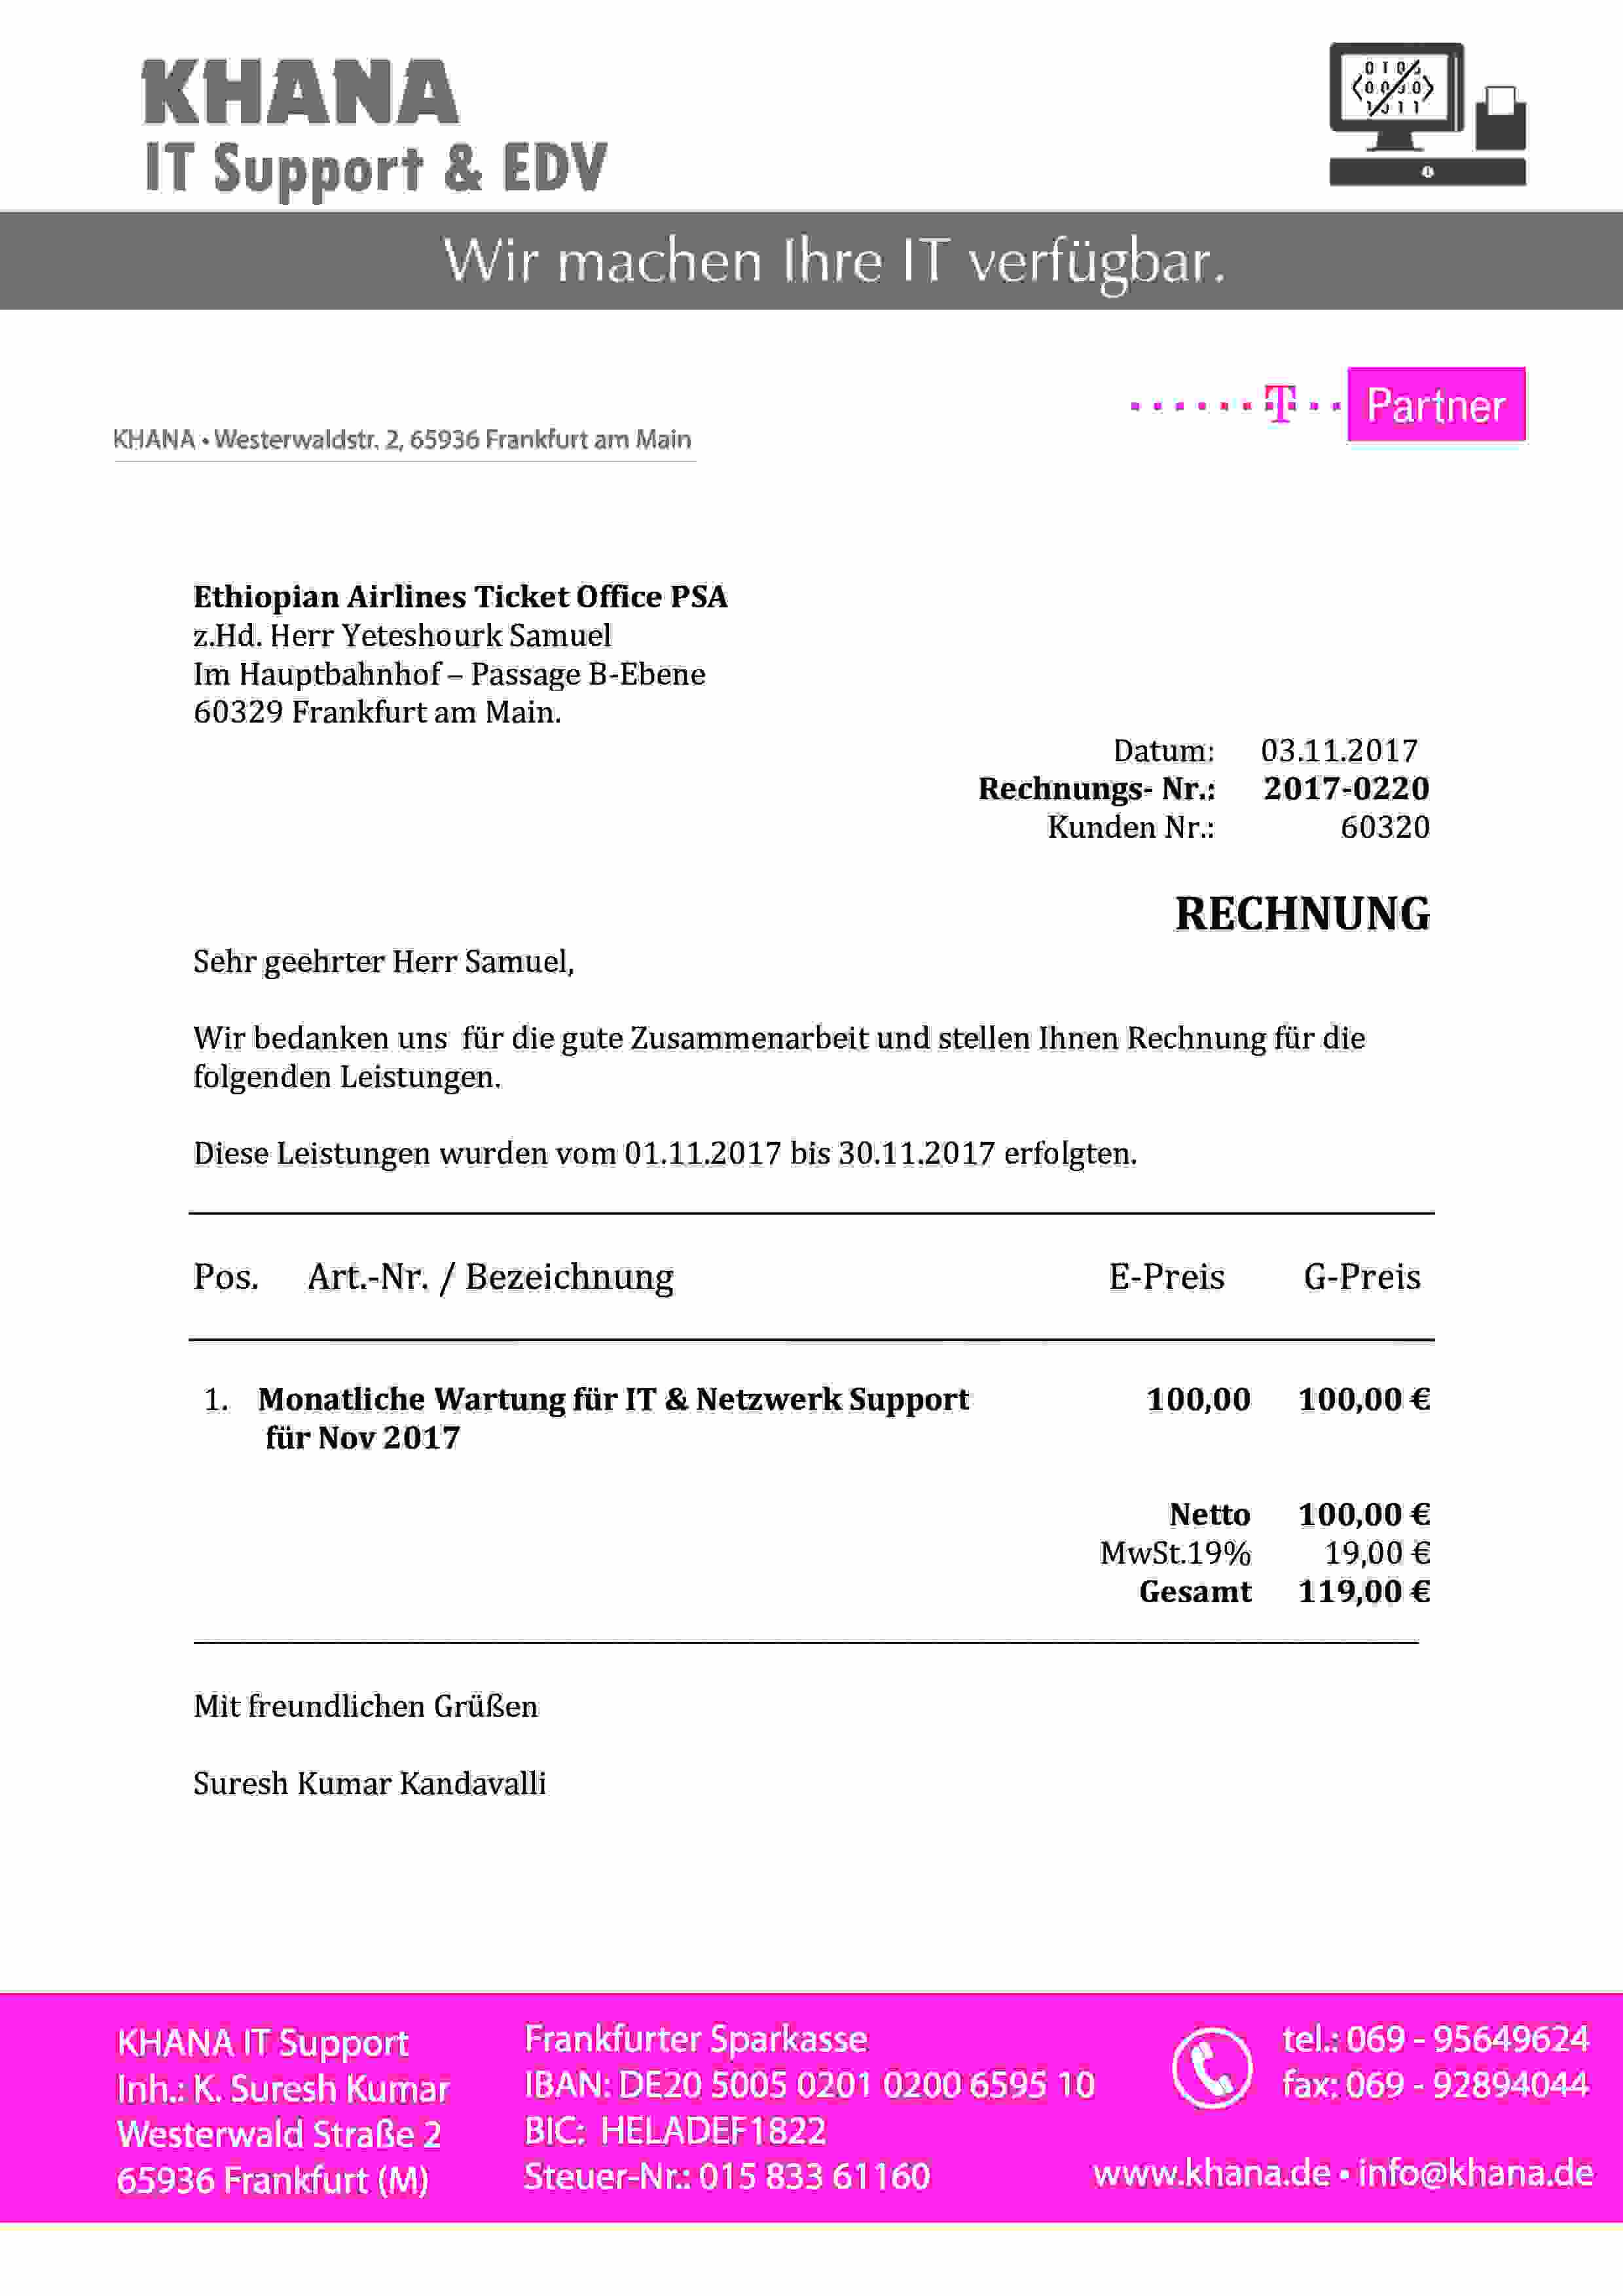 KHANA
IT Support & EDV
Wir machen Ihre IT verfügbar.
T Partner
KHANA • Westerwaldstr. 2, 65936 Frankfurt am Main
Ethiopian Airlines Ticket Office PSA
z.Hd. Herr Yeteshourk Samuel
Im Hauptbahnhof – Passage B-Ebene
60329 Frankfurt am Main.
Datum: 03.11.2017
Rechnungs- Nr.: 2017-0220
Kunden Nr.: 60320
RECHNUNG
Sehr geehrter Herr Samuel,
Wir bedanken uns für die gute Zusammenarbeit und stellen Ihnen Rechnung für die
folgenden Leistungen.
Diese Leistungen wurden vom 01.11.2017 bis 30.11.2017 erfolgten.
Pos. Art.-Nr. / Bezeichnung E-Preis G-Preis
1. Monatliche Wartung für IT & Netzwerk Support 100,00 100,00 €
für Nov 2017
Netto 100,00 €
MwSt.19% 19,00 €
Gesamt 119,00 €
Mit freundlichen Grüßen
Suresh Kumar Kandavalli
KHANA IT Support
Inh.: K. Suresh Kumar
Westerwald Straße 2
65936 Frankfurt (M)
Frankfurter Sparkasse
IBAN: DE20 5005 0201 0200 6595 10
BIC: HELADEF1822
Steuer-Nr.: 015 833 61160
tel.: 069 - 95649624
fax: 069 - 92894044
www.khana.de • info@khana.de